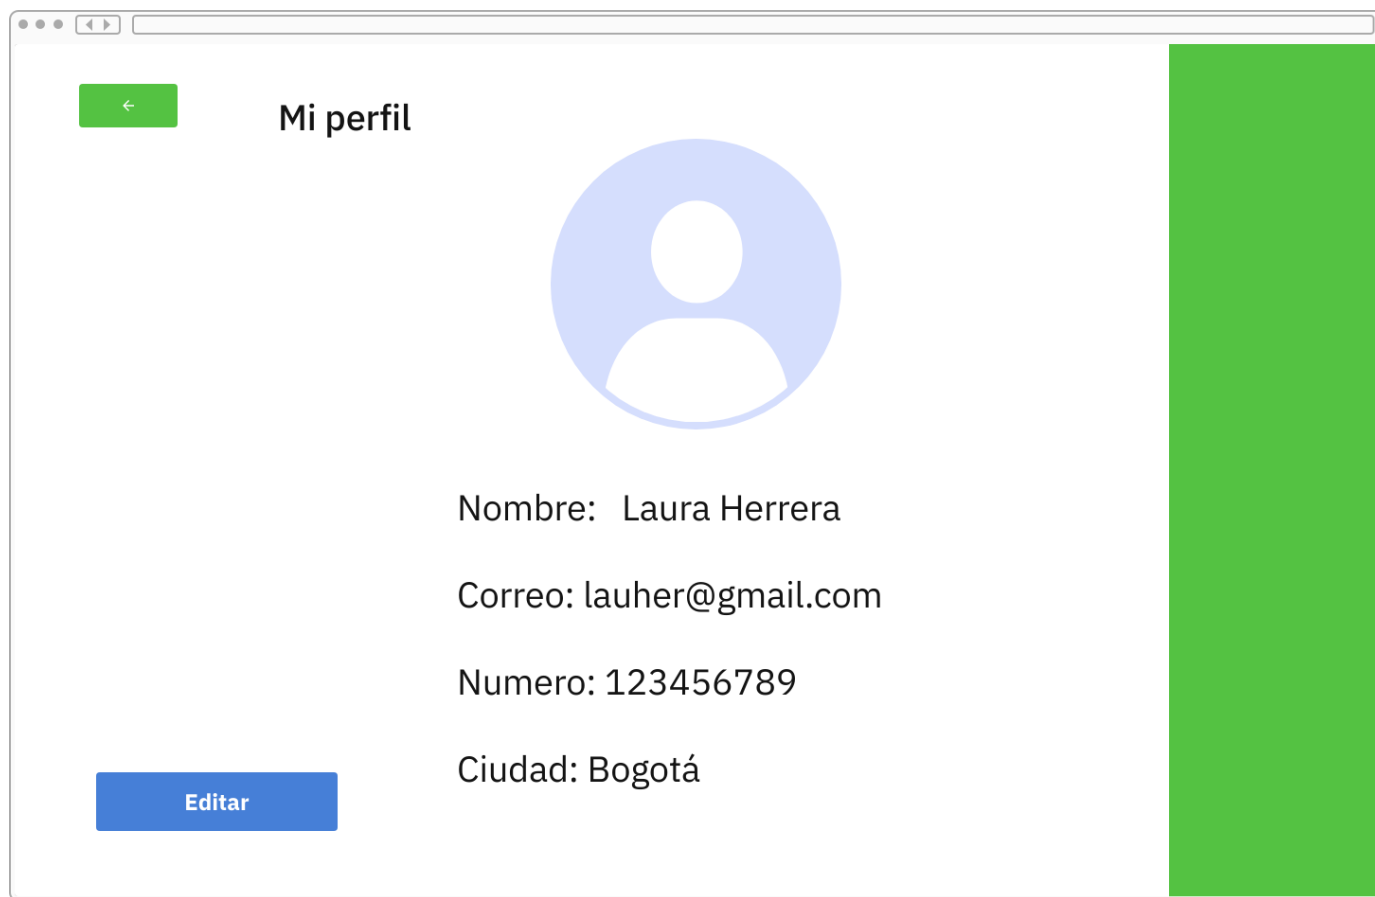 Mi perfil
Nombre: Laura Herrera
Correo: lauher@gmail.com
Numero: 123456789
Ciudad: Bogotá
Editar